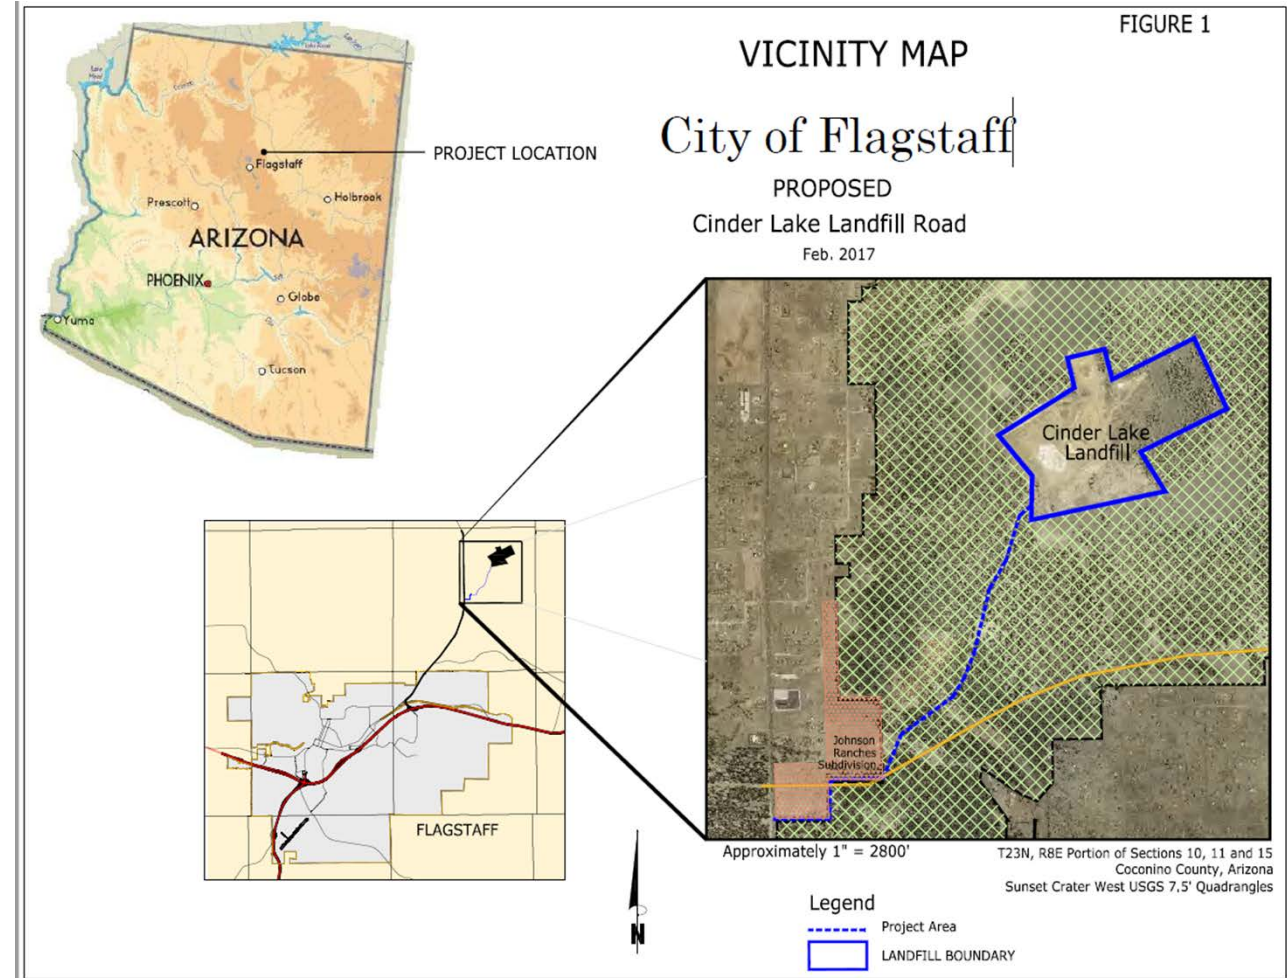 FIGURE 1
VICINITY MAP
City of Flagstaff
PROPOSED
Cinder Lake Landfill Road
Feb. 2017
PROJECT LOCATION
Flagstaff
Holbrook
Prescott
ARIZONA
PHOENIX
Globe
Yuma
Tucson
Cinder Lake
Landfill
Johnson
Ranches
Subdivision
FLAGSTAFF
N
Approximately 1" = 2800'
T23N, R8E Portion of Sections 10, 11 and 15
Coconino County, Arizona
Sunset Crater West USGS 7.5' Quadrangles
Legend
Project Area
LANDFILL BOUNDARY